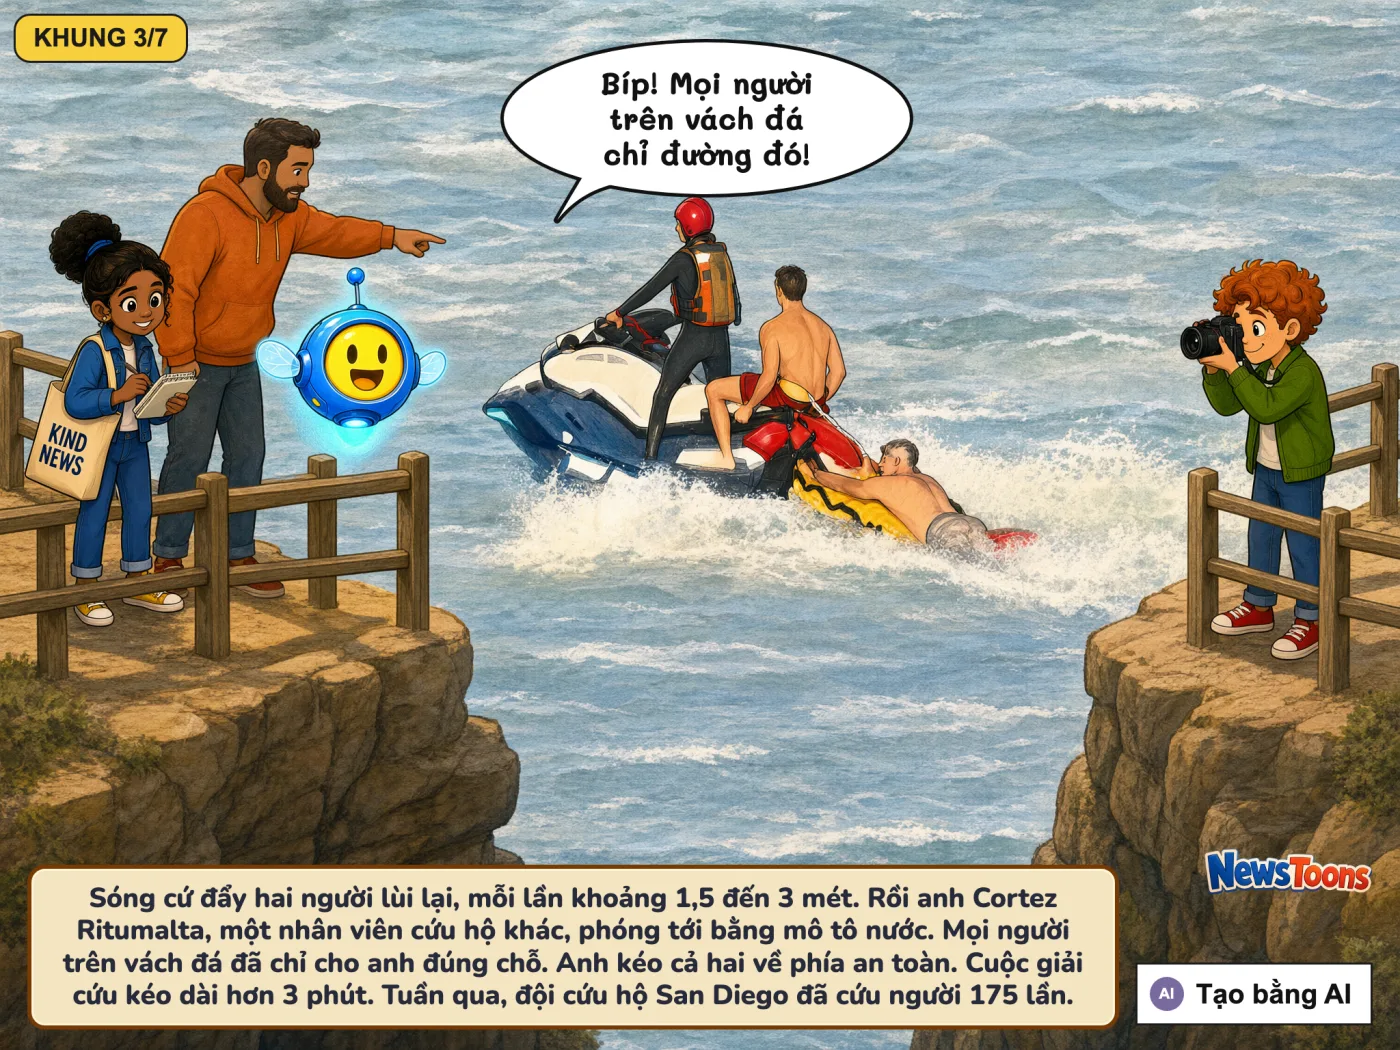 KHUNG 3/7
Bíp! Mọi người
trên vách đá
chỉ đường đó!
KIND
NEWS
Sóng cứ đẩy hai người lùi lại, mỗi lần khoảng 1,5 đến 3 mét. Rồi anh Cortez
Ritumalta, một nhân viên cứu hộ khác, phóng tới bằng mô tô nước. Mọi người
trên vách đá đã chỉ cho anh đúng chỗ. Anh kéo cả hai về phía an toàn. Cuộc giải
cứu kéo dài hơn 3 phút. Tuần qua, đội cứu hộ San Diego đã cứu người 175 lần.
NewsToons
AI Tạo bằng AI